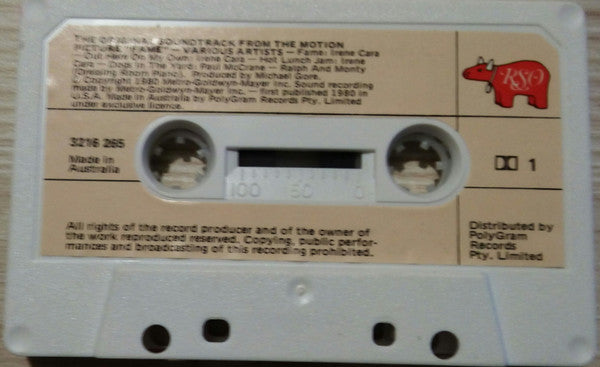 THE ORIGINAL SOUNDTRACK FROM THE MOTION
PICTURE "FAME" – VARIOUS ARTISTS – Fame: Irene Cara
– Out Here On My Own: Irene Cara – Hot Lunch Jam: Irene
Cara – Dogs In The Yard: Paul McCrane – Ralph And Monty
(Dressing Room Piano). Produced by Michael Gore.
Copyright 1980 Metro-Goldwyn-Mayer Inc. Sound recording
made by Metro-Goldwyn-Mayer Inc. – first published 1980 in
U.S.A. Made in Australia by PolyGram Records Pty. Limited
under exclusive licence.
RSO
3216 265
Made in
Australia
100 50 0
1
All rights of the record producer and of the owner of
the work reproduced reserved. Copying, public perfor-
mances and broadcasting of this recording prohibited.
Distributed by
PolyGram
Records
Pty. Limited